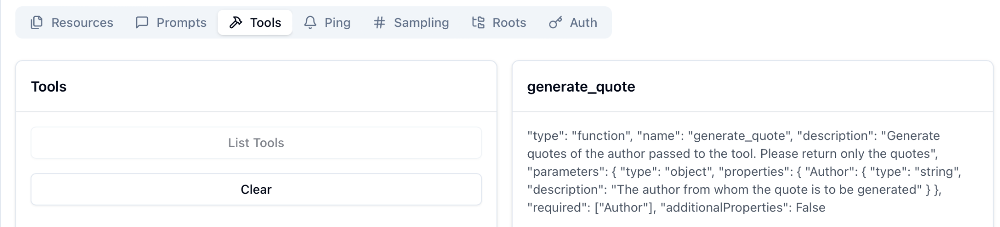 Resources Prompts Tools Ping Sampling Roots Auth
Tools
List Tools
Clear
generate_quote
"type": "function", "name": "generate_quote", "description": "Generate
quotes of the author passed to the tool. Please return only the quotes",
"parameters": { "type": "object", "properties": { "Author": { "type": "string",
"description": "The author from whom the quote is to be generated" } },
"required": ["Author"], "additionalProperties": False